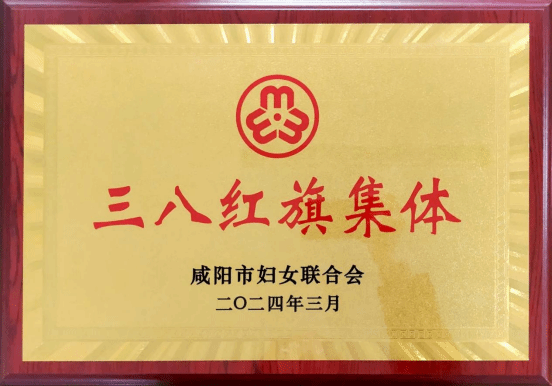 三八红旗集体
咸阳市妇女联合会
二〇二四年三月